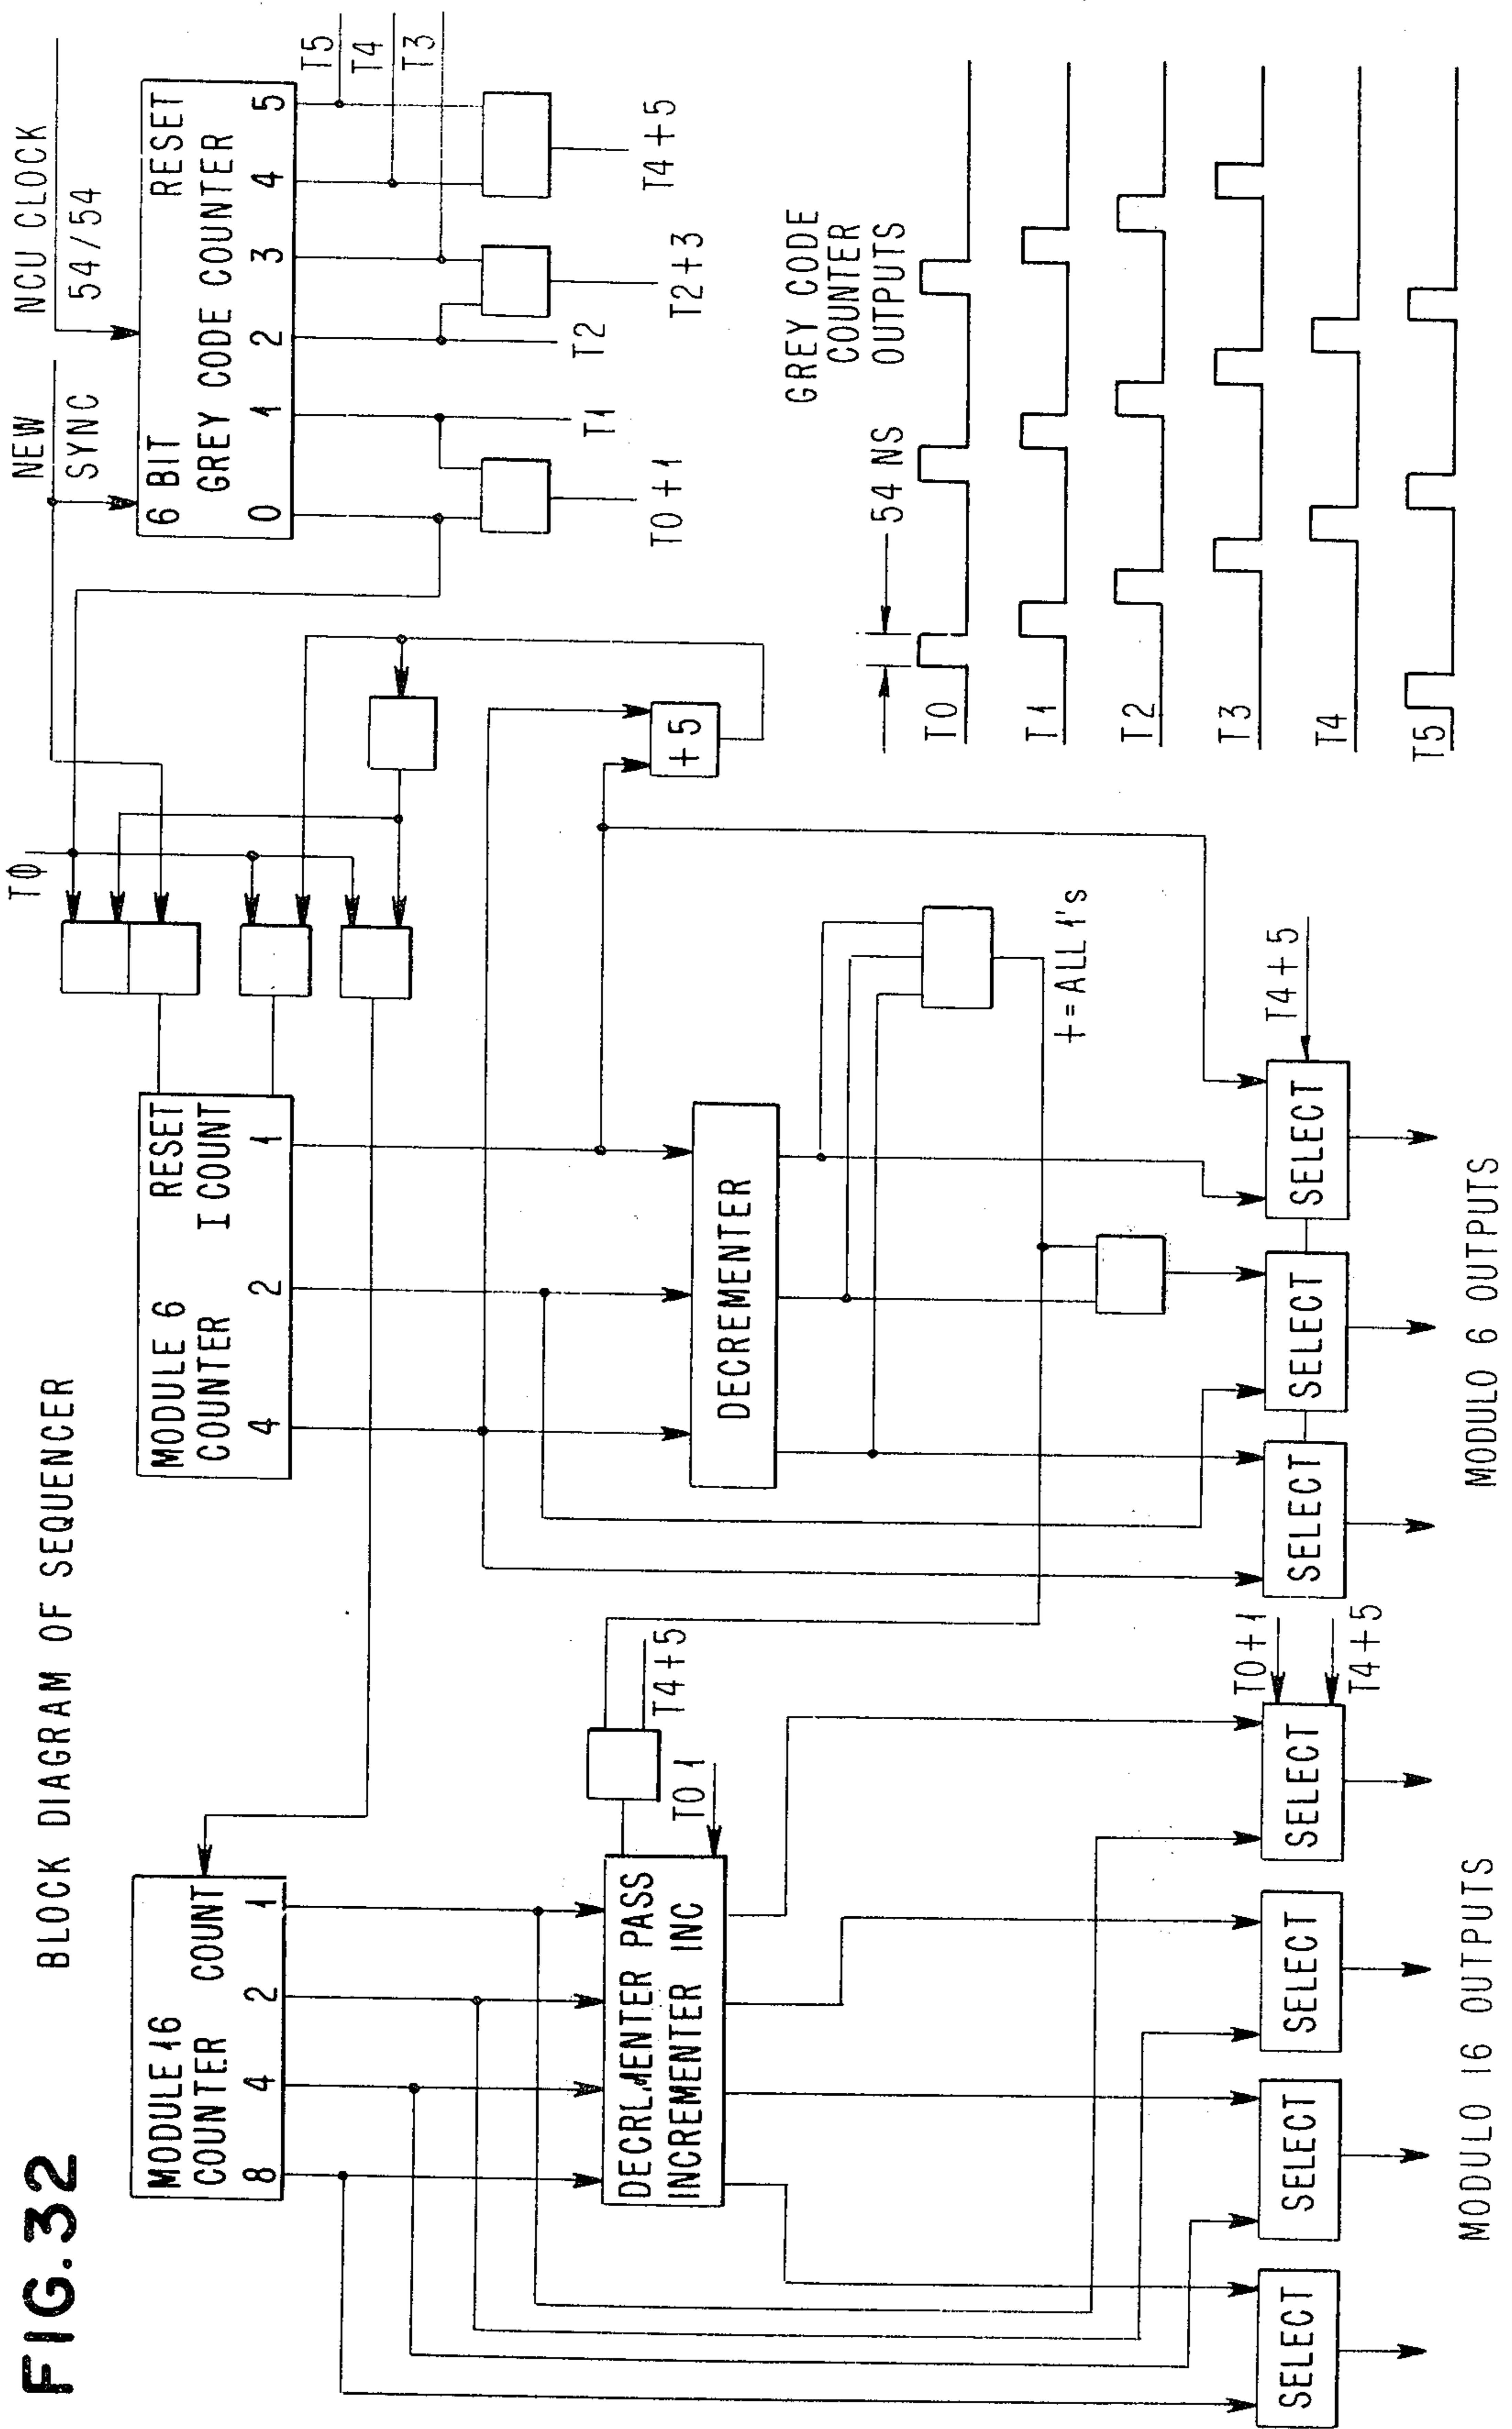 FIG.32
BLOCK DIAGRAM OF SEQUENCER
NEW
SYNC
NCU CLOCK
54/54
TΦ
MODULE 16
COUNTER
COUNT
8 4 2 1
MODULE 6
COUNTER
RESET
I COUNT
4 2 1
6 BIT
RESET
GREY CODE COUNTER
0 1 2 3 4 5
T5
T4
T3
T1
T2
T0+1
T2+3
T4+5
+5
DECRLMENTER PASS
INCREMENTER INC
T4+5
T01
DECREMENTER
+=ALL 1's
GREY CODE
COUNTER
OUTPUTS
54 NS
T0
T1
T2
T3
T4
T5
T0+1
T4+5
T4+5
SELECT
SELECT
SELECT
SELECT
SELECT
SELECT
SELECT
MODULO 16 OUTPUTS
MODULO 6 OUTPUTS